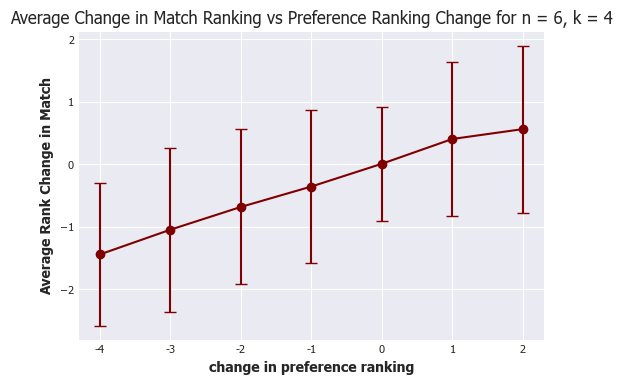 Average Change in Match Ranking vs Preference Ranking Change for n = 6, k = 4
Average Rank Change in Match
2
1
0
−1
−2
-4 -3 -2 -1 0 1 2
change in preference ranking